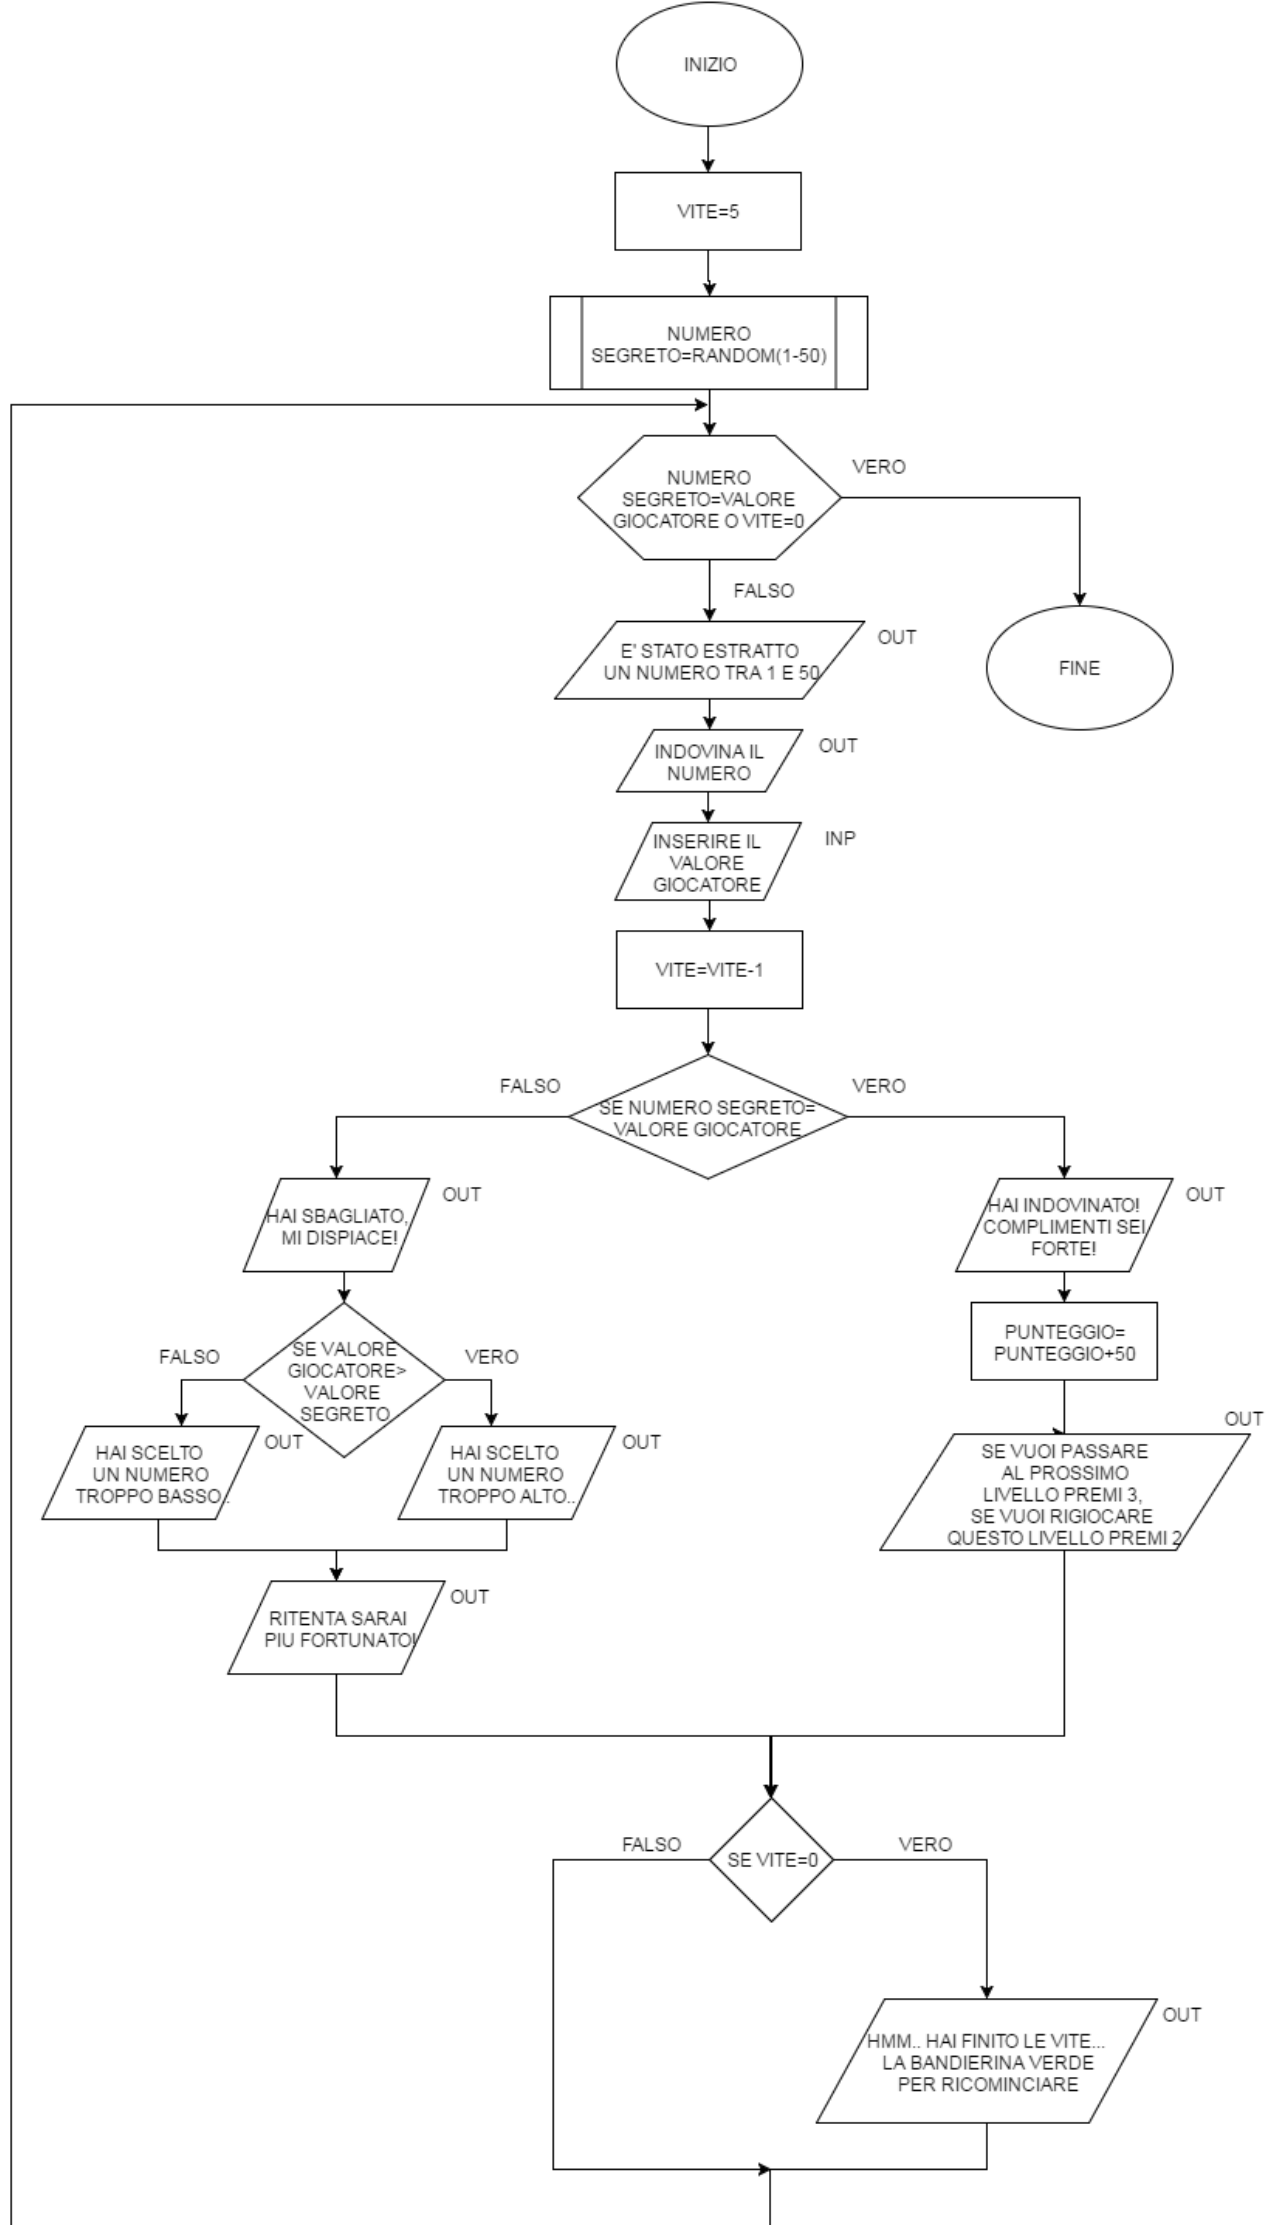 INIZIO
VITE=5
NUMERO
SEGRETO=RANDOM(1-50)
NUMERO
SEGRETO=VALORE
GIOCATORE O VITE=0
VERO
FALSO
E' STATO ESTRATTO
UN NUMERO TRA 1 E 50
OUT
FINE
INDOVINA IL
NUMERO
OUT
INSERIRE IL
VALORE
GIOCATORE
INP
VITE=VITE-1
FALSO
SE NUMERO SEGRETO=
VALORE GIOCATORE
VERO
HAI SBAGLIATO,
MI DISPIACE!
OUT
HAI INDOVINATO!
COMPLIMENTI SEI
FORTE!
OUT
FALSO
SE VALORE
GIOCATORE>
VALORE
SEGRETO
VERO
PUNTEGGIO=
PUNTEGGIO+50
HAI SCELTO
UN NUMERO
TROPPO BASSO..
OUT
HAI SCELTO
UN NUMERO
TROPPO ALTO..
OUT
SE VUOI PASSARE
AL PROSSIMO
LIVELLO PREMI 3,
SE VUOI RIGIOCARE
QUESTO LIVELLO PREMI 2
OUT
RITENTA SARAI
PIU FORTUNATO!
OUT
FALSO
SE VITE=0
VERO
HMM.. HAI FINITO LE VITE...
LA BANDIERINA VERDE
PER RICOMINCIARE
OUT